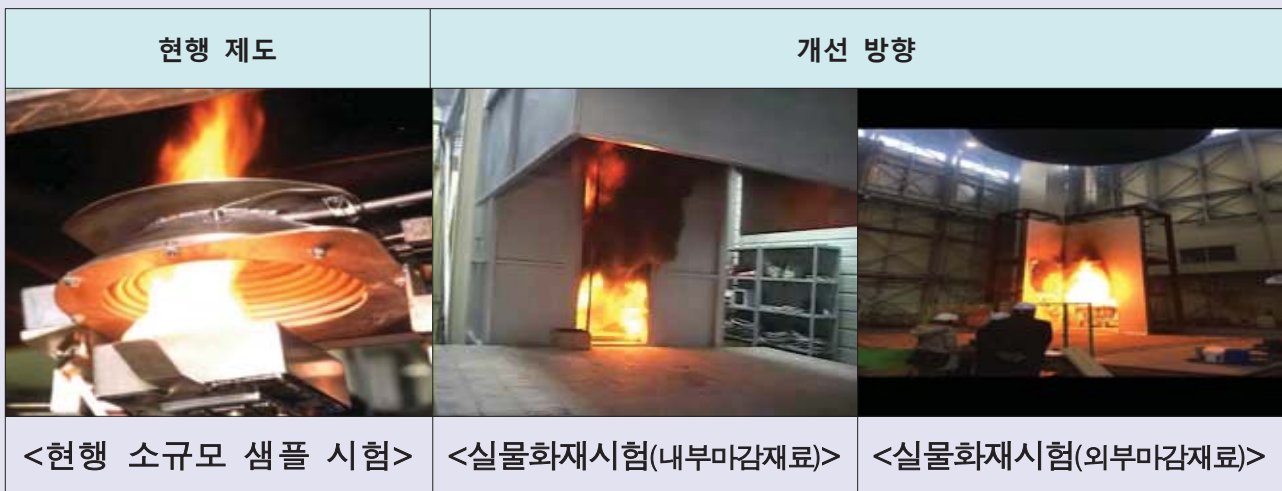 현행 제도
개선 방향
<현행 소규모 샘플 시험>
<실물화재시험(내부마감재료)>
<실물화재시험(외부마감재료)>